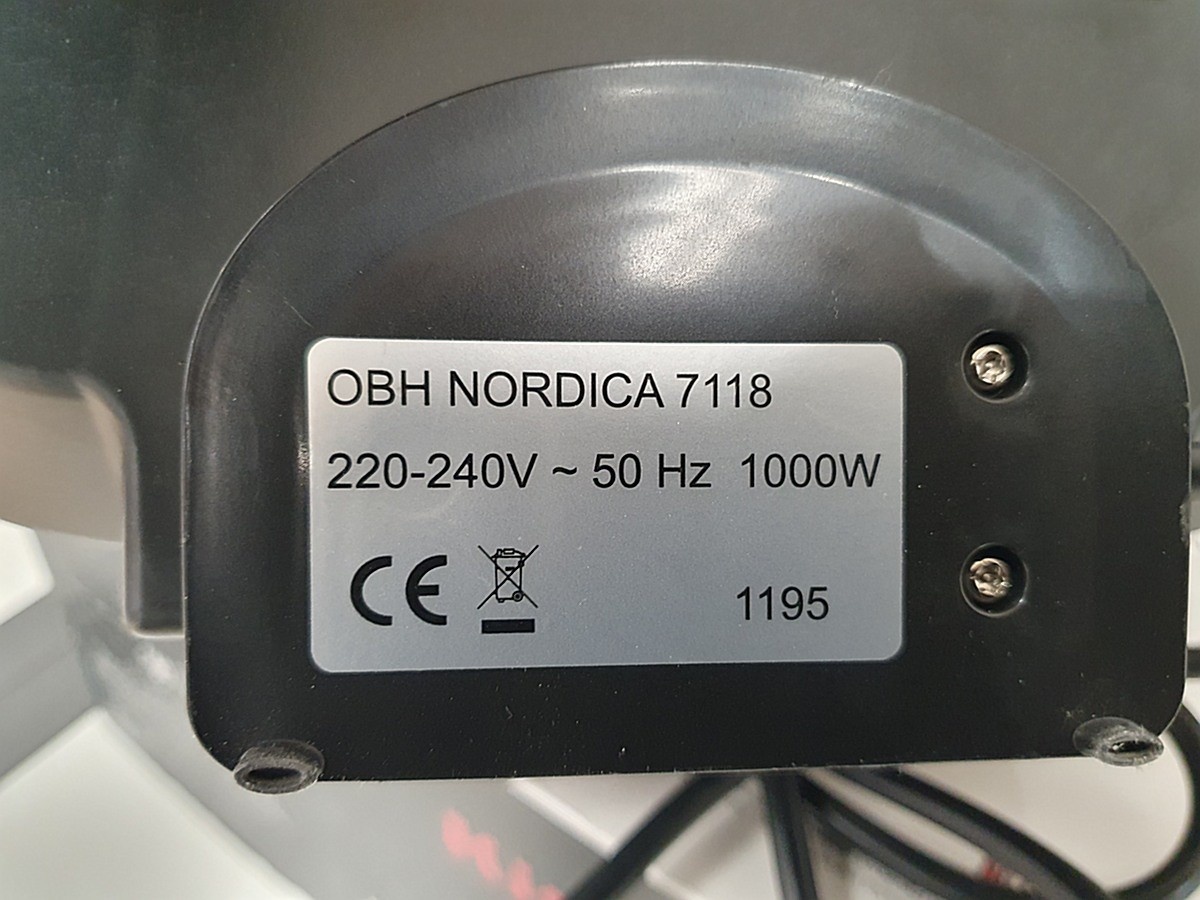 OBH NORDICA 7118
220-240V ~ 50 Hz 1000W
CE
1195